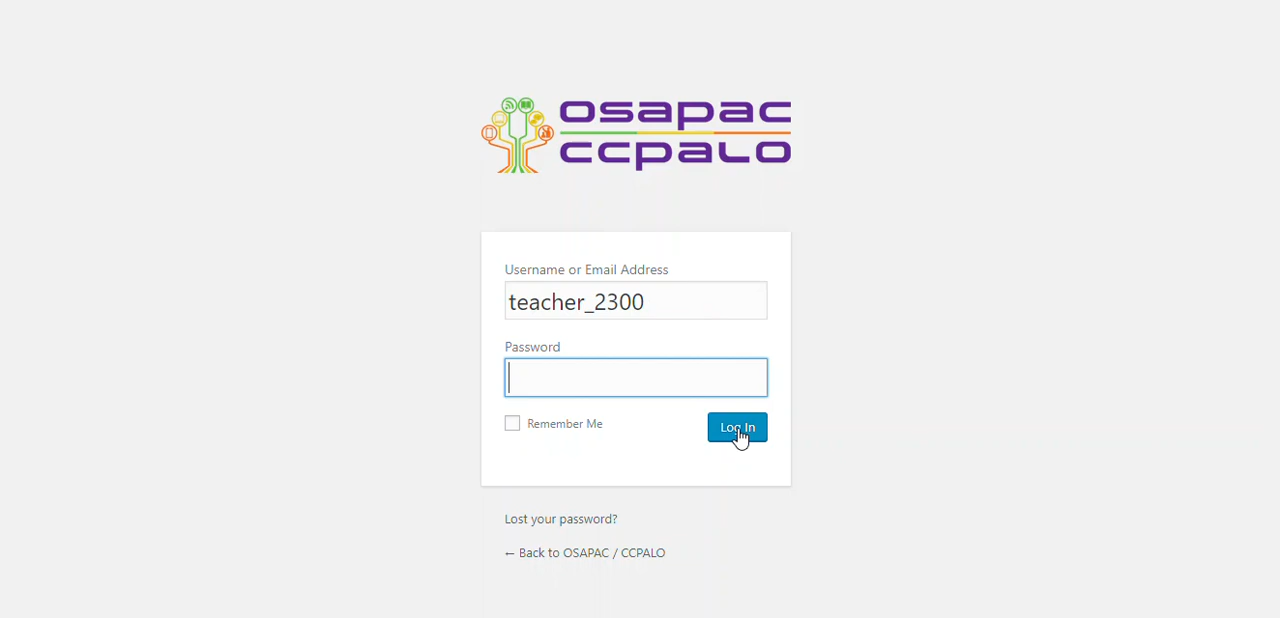 osapac
ccpalo
Username or Email Address
teacher_2300
Password
Remember Me
Log In
Lost your password?
← Back to OSAPAC / CCPALO